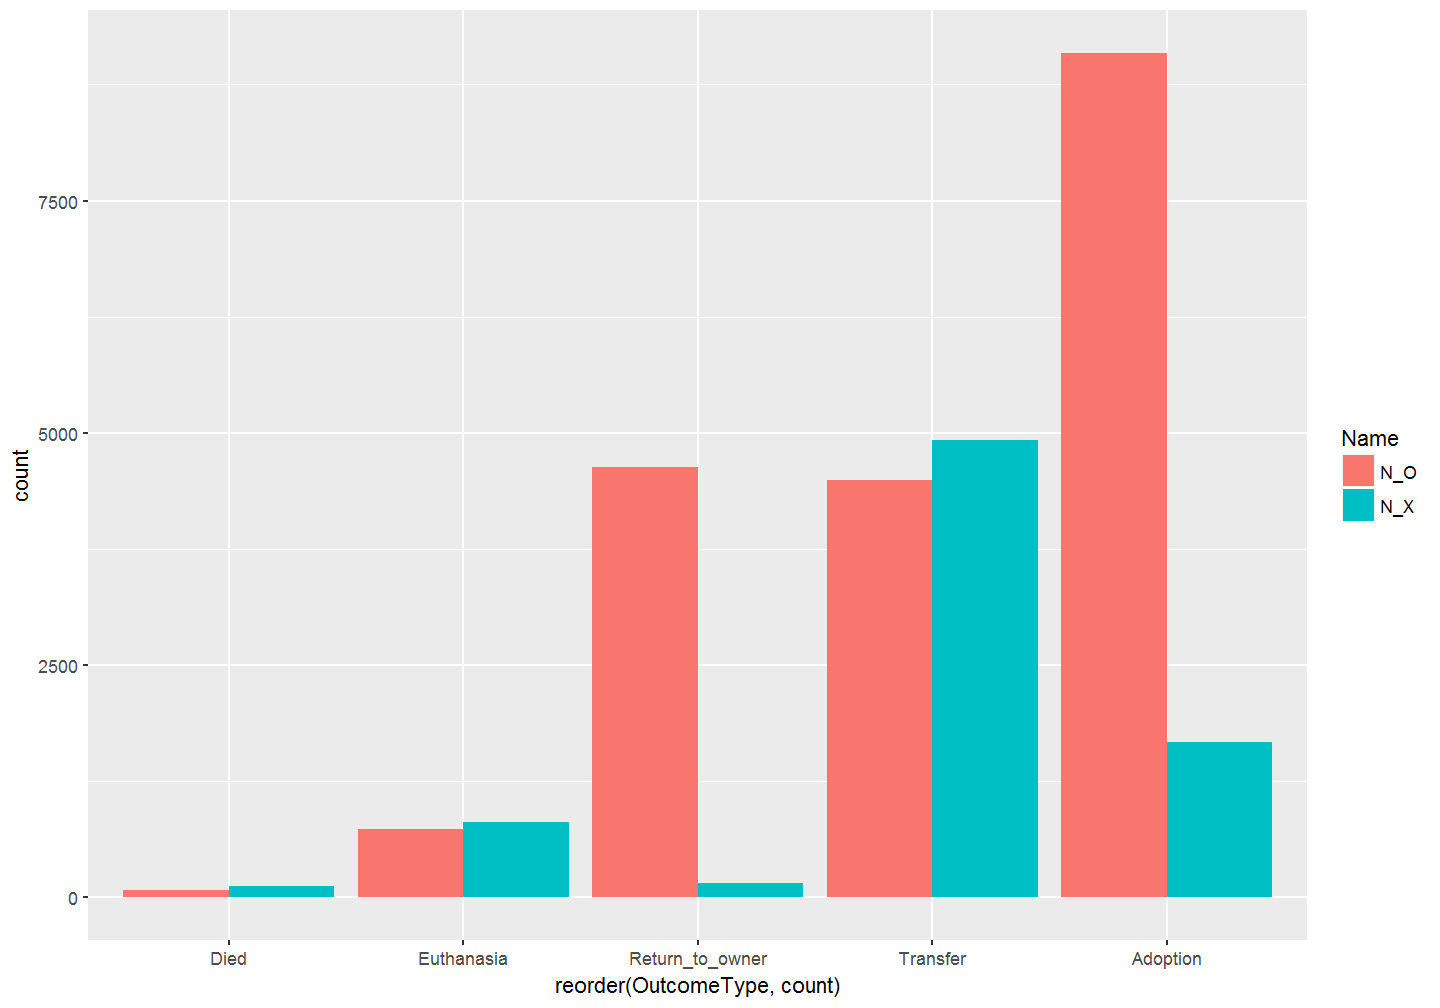 7500
5000
2500
0
count
Died
Euthanasia
Return_to_owner
Transfer
Adoption
reorder(OutcomeType, count)
Name
N_O
N_X